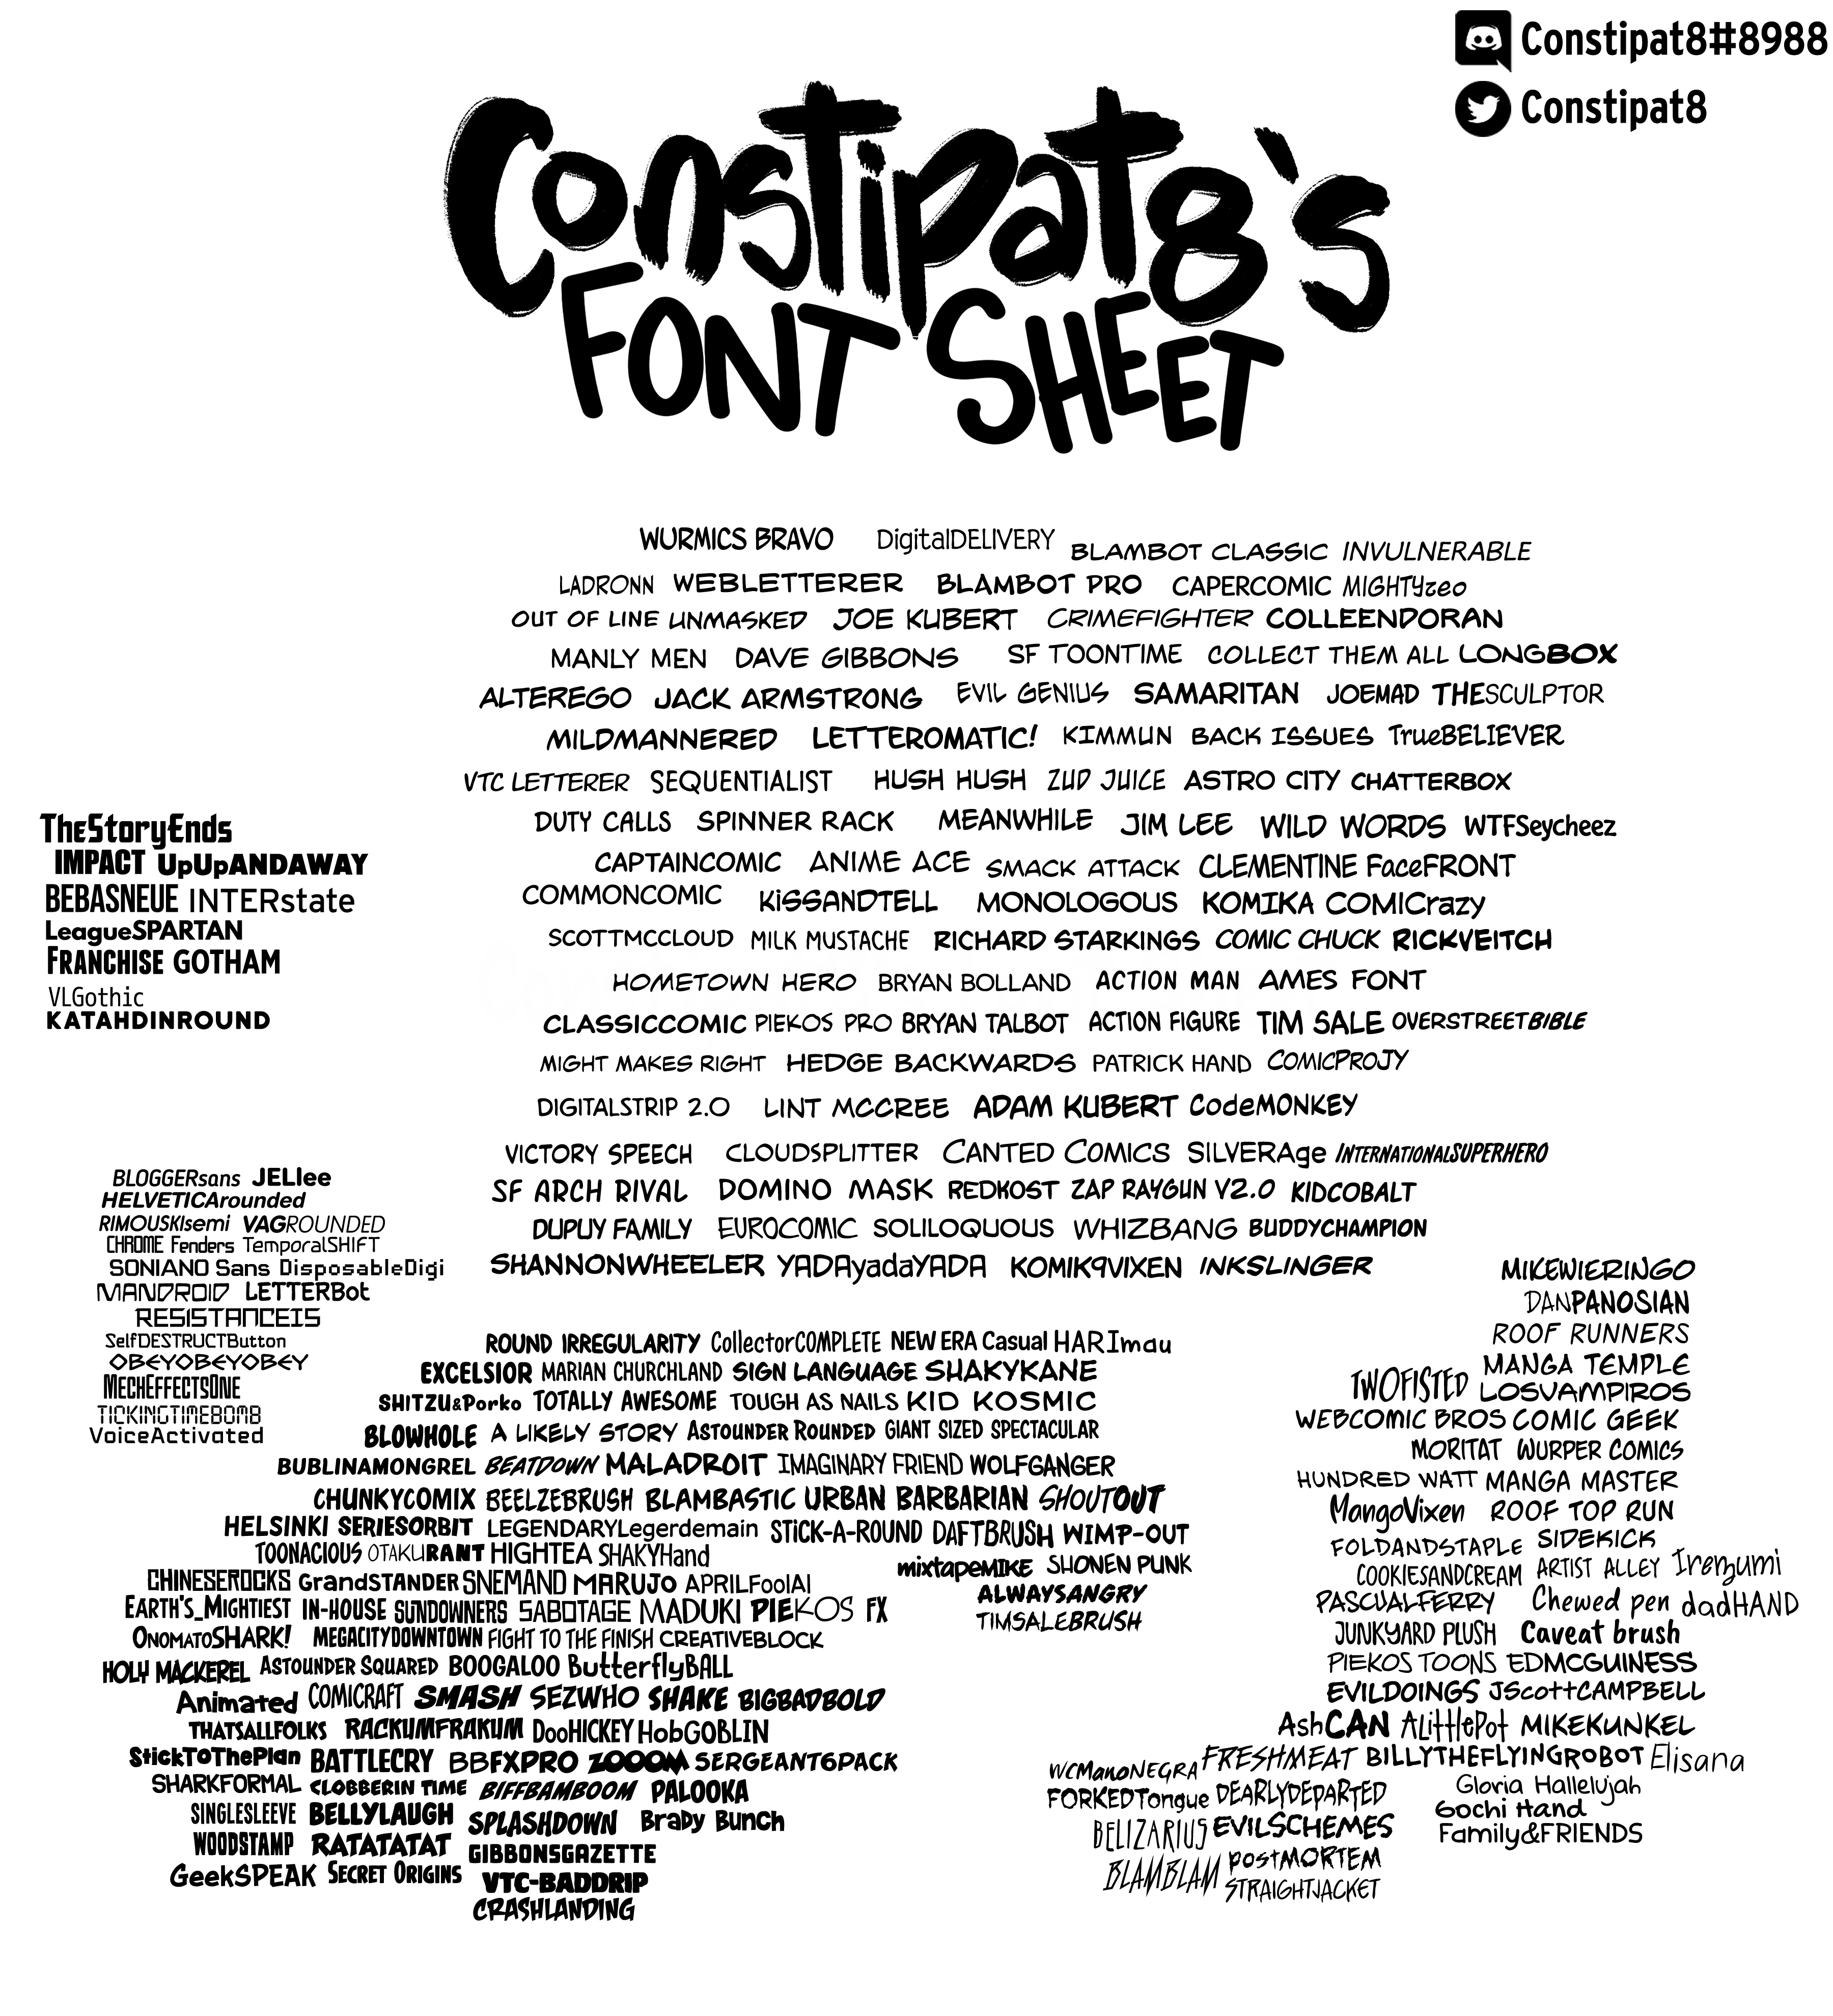 Constipat8#8988
Constipat8
Constipat8's
FONT SHEET
WURMICS BRAVO DigitalDELIVERY BLAMBOT CLASSIC INVULNERABLE
LADRONN WEBLETTERER BLAMBOT PRO CAPERCOMIC MIGHTYzeo
OUT OF LINE UNMASKED JOE KUBERT CRIMEFIGHTER COLLEENDORAN
MANLY MEN DAVE GIBBONS SF TOONTIME COLLECT THEM ALL LONGBOX
ALTEREGO JACK ARMSTRONG EVIL GENIUS SAMARITAN JOEMAD THESCULPTOR
MILDMANNERED LETTEROMATIC! KIMMUN BACK ISSUES TrueBELIEVER
VTC LETTERER SEQUENTIALIST HUSH HUSH ZUD JUICE ASTRO CITY CHATTERBOX
DUTY CALLS SPINNER RACK MEANWHILE JIM LEE WILD WORDS WTFSeycheez
CAPTAINCOMIC ANIME ACE SMACK ATTACK CLEMENTINE FaceFRONT
COMMONCOMIC KiSSANDTELL MONOLOGOUS KOMIKA COMICrazy
SCOTTMCCLOUD MILK MUSTACHE RICHARD STARKINGS COMIC CHUCK RICKVEITCH
HOMETOWN HERO BRYAN BOLLAND ACTION MAN AMES FONT
CLASSICCOMIC PIEKOS PRO BRYAN TALBOT ACTION FIGURE TIM SALE OVERSTREETBIBLE
MIGHT MAKES RIGHT HEDGE BACKWARDS PATRICK HAND COMICPROJY
DIGITALSTRIP 2.0 LINT MCCREE ADAM KUBERT CodeMONKEY
VICTORY SPEECH CLOUDSPLITTER CANTED COMICS SILVERAge INTERNATIONALSUPERHERO
SF ARCH RIVAL DOMINO MASK REDKOST ZAP RAYGUN V2.0 KIDCOBALT
DUPUY FAMILY EUROCOMIC SOLILOQUOUS WHIZBANG BUDDYCHAMPION
SHANNONWHEELER YADAyadaYADA KOMIK9VIXEN INKSLINGER
TheStoryEnds
IMPACT UpUpANDAWAY
BEBASNEUE INTERstate
LeagueSPARTAN
FRANCHISE GOTHAM
VLGothic
KATAHDINROUND
BLOGGERsans JELlee
HELVETICArounded
RIMOUSKIsemi VAGROUNDED
CHROME Fenders TemporalSHIFT
SONIANO Sans DisposableDigi
MANDROID LETTERBot
RESISTANCEIS
SelfDESTRUCTButton
OBEYOBEYOBEY
MECHEFFECTSONE
TICKINGTIMEBOMB
VoiceActivated
ROUND IRREGULARITY CollectorCOMPLETE NEW ERA Casual HARImau
EXCELSIOR MARIAN CHURCHLAND SIGN LANGUAGE SHAKYKANE
SHITZU&Porko TOTALLY AWESOME TOUGH AS NAILS KID KOSMIC
BLOWHOLE A LIKELY STORY ASTOUNDER ROUNDED GIANT SIZED SPECTACULAR
BUBLINAMONGREL BEATDOWN MALADROIT IMAGINARY FRIEND WOLFGANGER
CHUNKYCOMIX BEELZEBRUSH BLAMBASTIC URBAN BARBARIAN SHOUTOUT
HELSINKI SERIESORBIT LEGENDARYLegerdemain STiCK-A-ROUND DAFTBRUSH WIMP-OUT
TOONACIOUS OTAKURANT HIGHTEA SHAKYHand
mixtapeMIKE SHONEN PUNK
CHINESEROCKS GrandSTANDER SNEMAND MARUJO APRILFoolAI
ALWAYSANGRY
EARTH'S_MIGHTIEST IN-HOUSE SUNDOWNERS SABOTAGE MADUKI PIEKOS FX
TIMSALEBRUSH
ONOMATOSHARK! MEGACITYDOWNTOWN FIGHT TO THE FINISH CREATIVEBLOCK
HOLY MACKEREL ASTOUNDER SQUARED BOOGALOO ButterflyBALL
Animated COMICRAFT SMASH SEZWHO SHAKE BIGBADBOLD
THATSALLFOLKS RACKUMFRAKUM DooHICKEY HobGOBLIN
StickToThePlan BATTLECRY BBFXPRO ZOOOM SERGEANT6PACK
SHARKFORMAL CLOBBERIN TIME BIFFBAMBOOM PALOOKA
SINGLESLEEVE BELLYLAUGH SPLASHDOWN Brady Bunch
WOODSTAMP RATATATAT GIBBONSGAZETTE
GeekSPEAK SECRET ORIGINS VTC-BADDRIP
CRASHLANDING
MIKEWIERINGO
DANPANOSIAN
ROOF RUNNERS
MANGA TEMPLE
TWOFISTED LOSVAMPIROS
WEBCOMIC BROS COMIC GEEK
MORITAT WURPER COMICS
HUNDRED WATT MANGA MASTER
MangoVixen ROOF TOP RUN
FOLDANDSTAPLE SIDEKICK
COOKIESANDCREAM ARTIST ALLEY Irezumi
PASCUALFERRY Chewed pen dadHAND
JUNKYARD PLUSH Caveat brush
PIEKOS TOONS EDMCGUINESS
EVILDOINGS JScottCAMPBELL
AshCAN ALittlePot MIKEKUNKEL
WCManoNEGRA FRESHMEAT BILLYTHEFLYINGROBOT Elisana
FORKEDTongue DEARLYDEPARTED Gloria Hallelujah
BELIZARIUS EVILSCHEMES Gochi Hand
Family&FRIENDS
BLAMBLAM postMORTEM
STRAIGHTJACKET